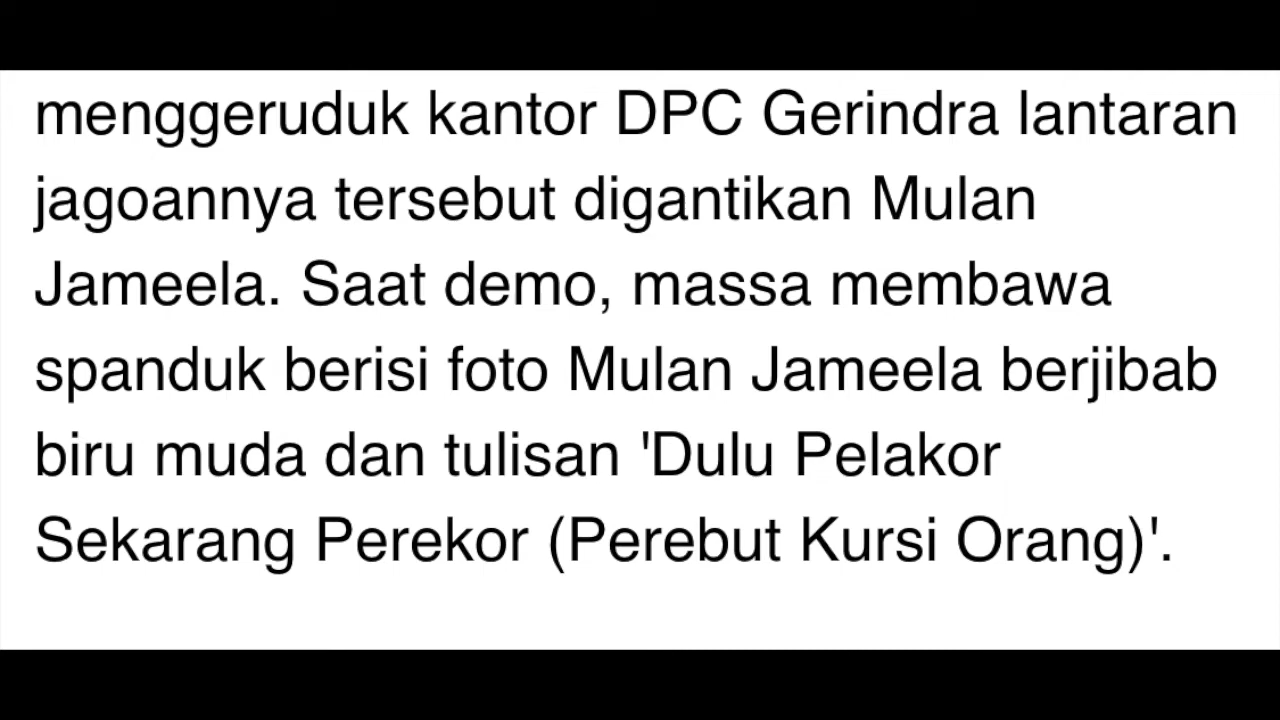 menggeruduk kantor DPC Gerindra lantaran
jagoannya tersebut digantikan Mulan
Jameela. Saat demo, massa membawa
spanduk berisi foto Mulan Jameela berjibab
biru muda dan tulisan 'Dulu Pelakor
Sekarang Perekor (Perebut Kursi Orang)'.